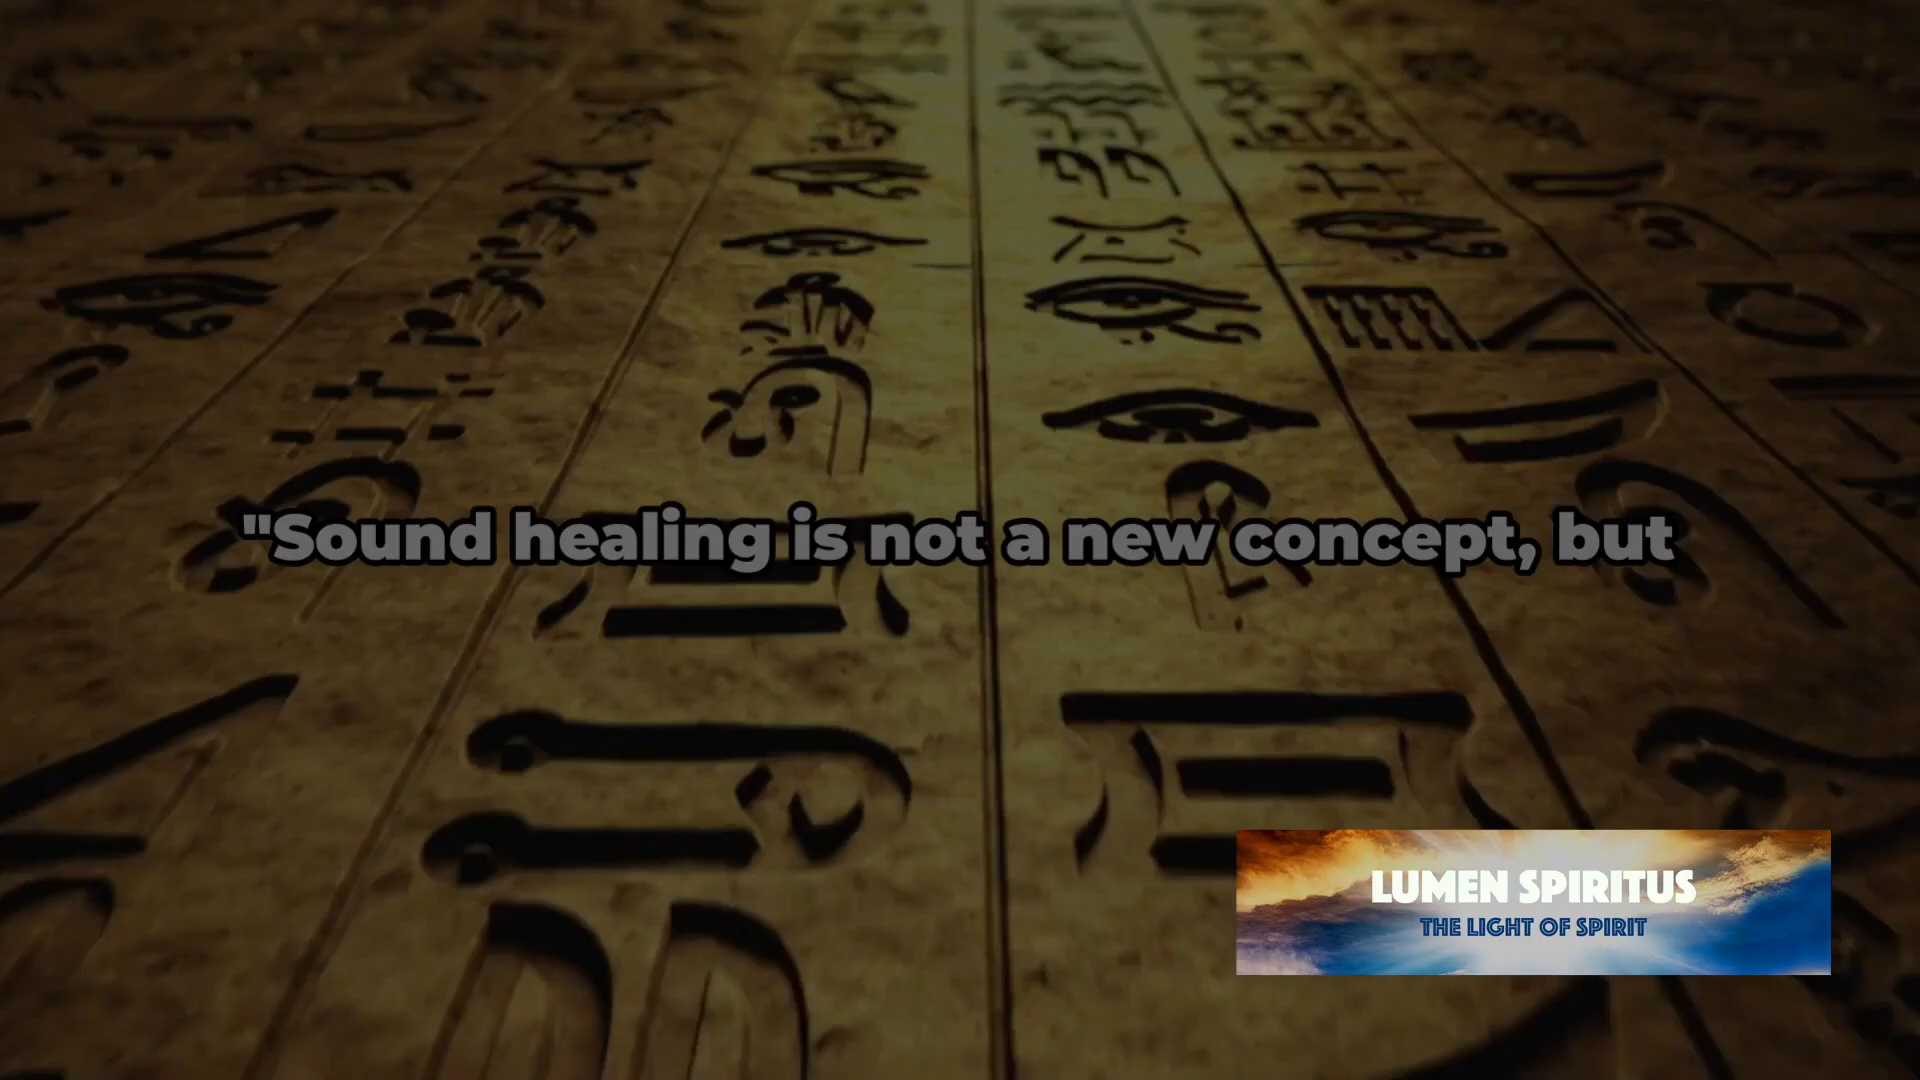 "Sound healing is not a new concept, but
LUMEN SPIRITUS
THE LIGHT OF SPIRIT